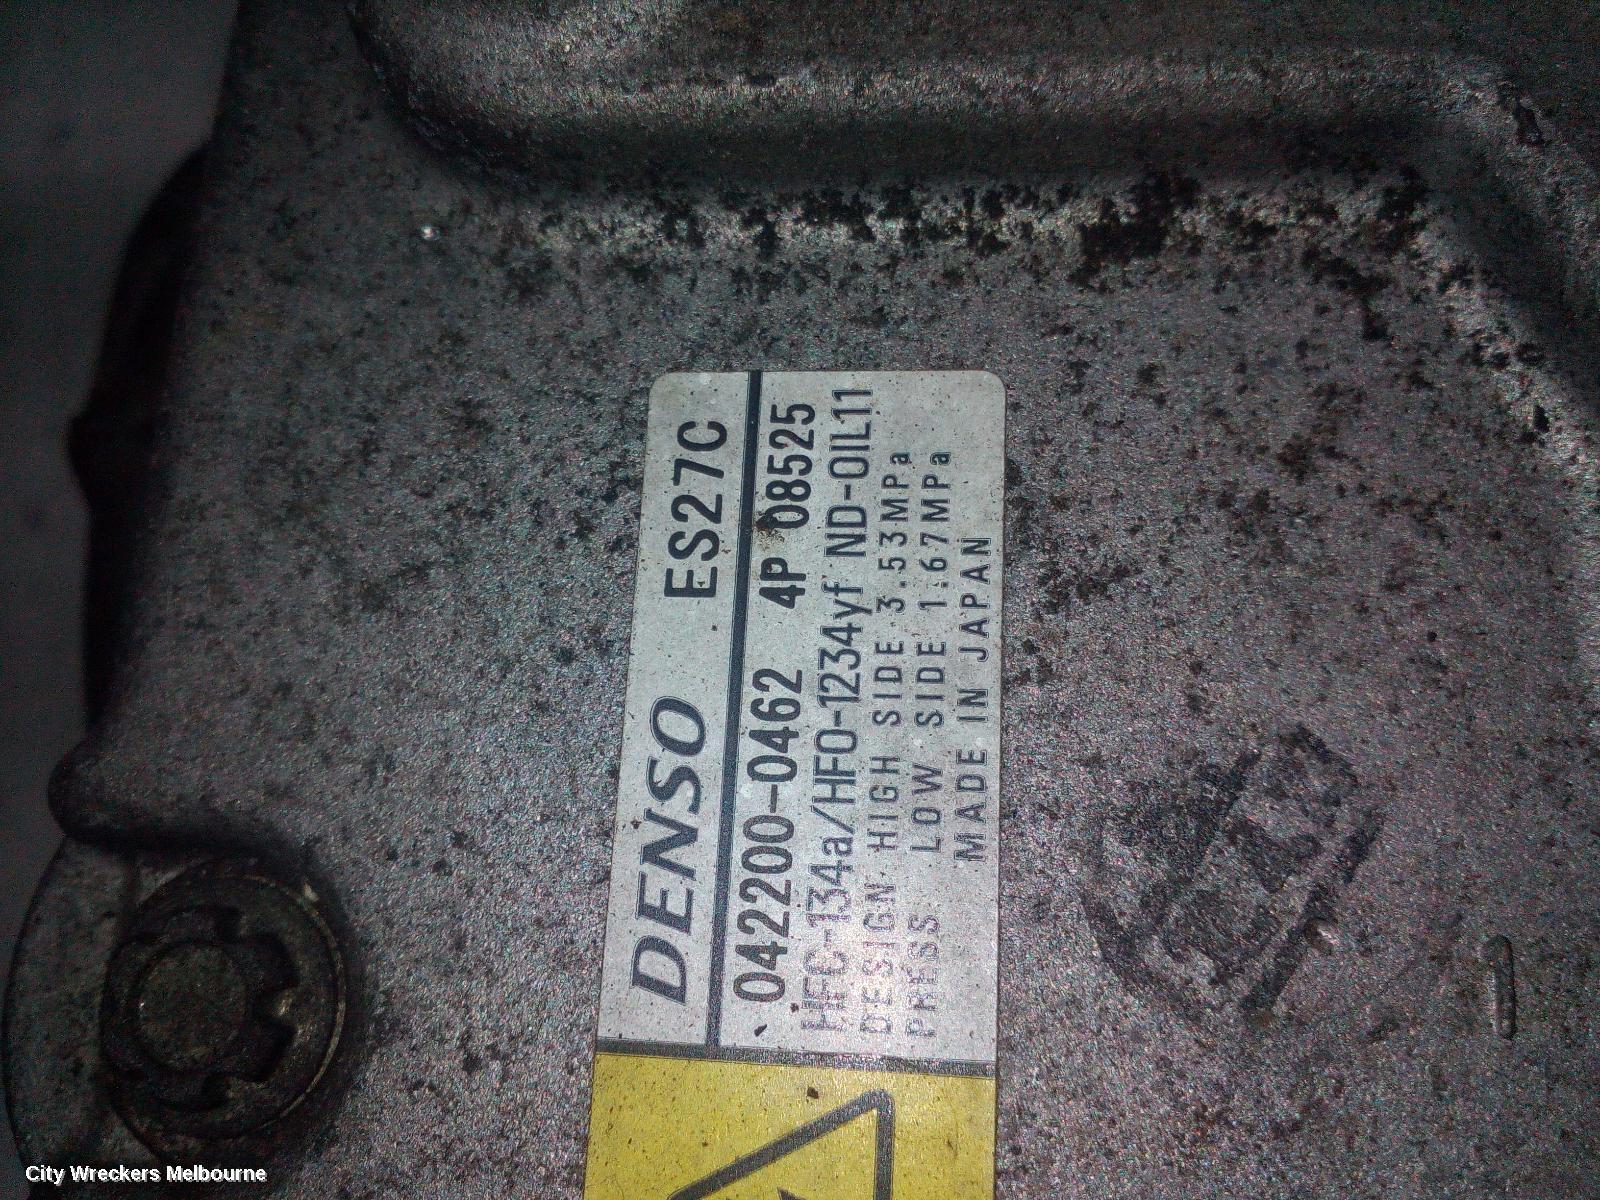 DENSO ES27C
042200-0462 4P 08525
HFC-134a/HFO-1234yf ND-OIL11
DESIGN HIGH SIDE 3.53MPa
PRESS LOW SIDE 1.67MPa
MADE IN JAPAN
City Wreckers Melbourne